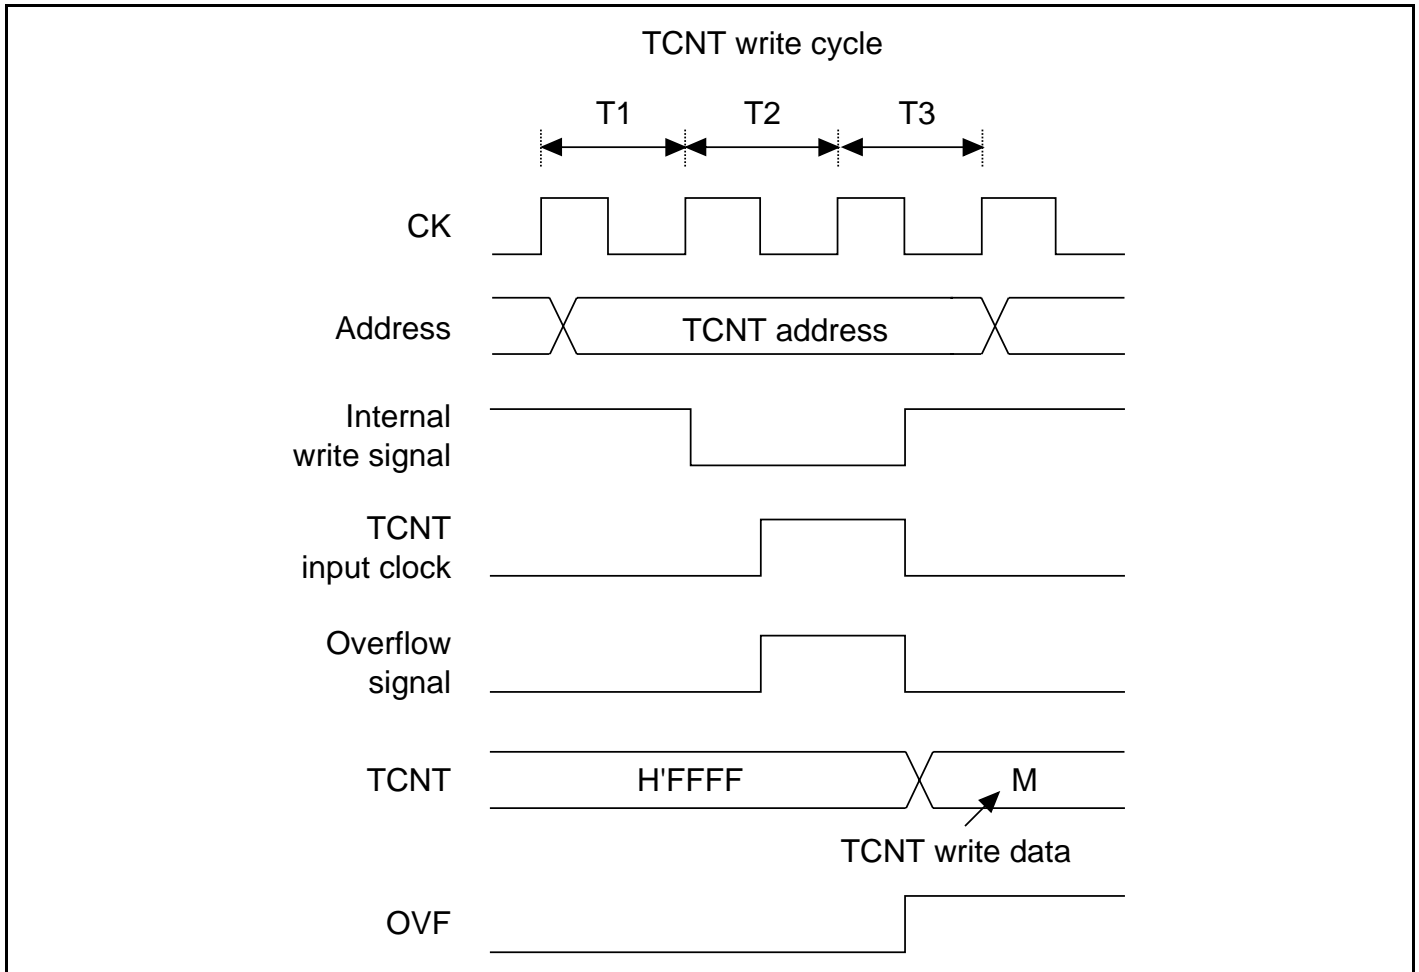 TCNT write cycle
T1 T2 T3
CK
Address
TCNT address
Internal
write signal
TCNT
input clock
Overflow
signal
TCNT
H'FFFF
M
TCNT write data
OVF